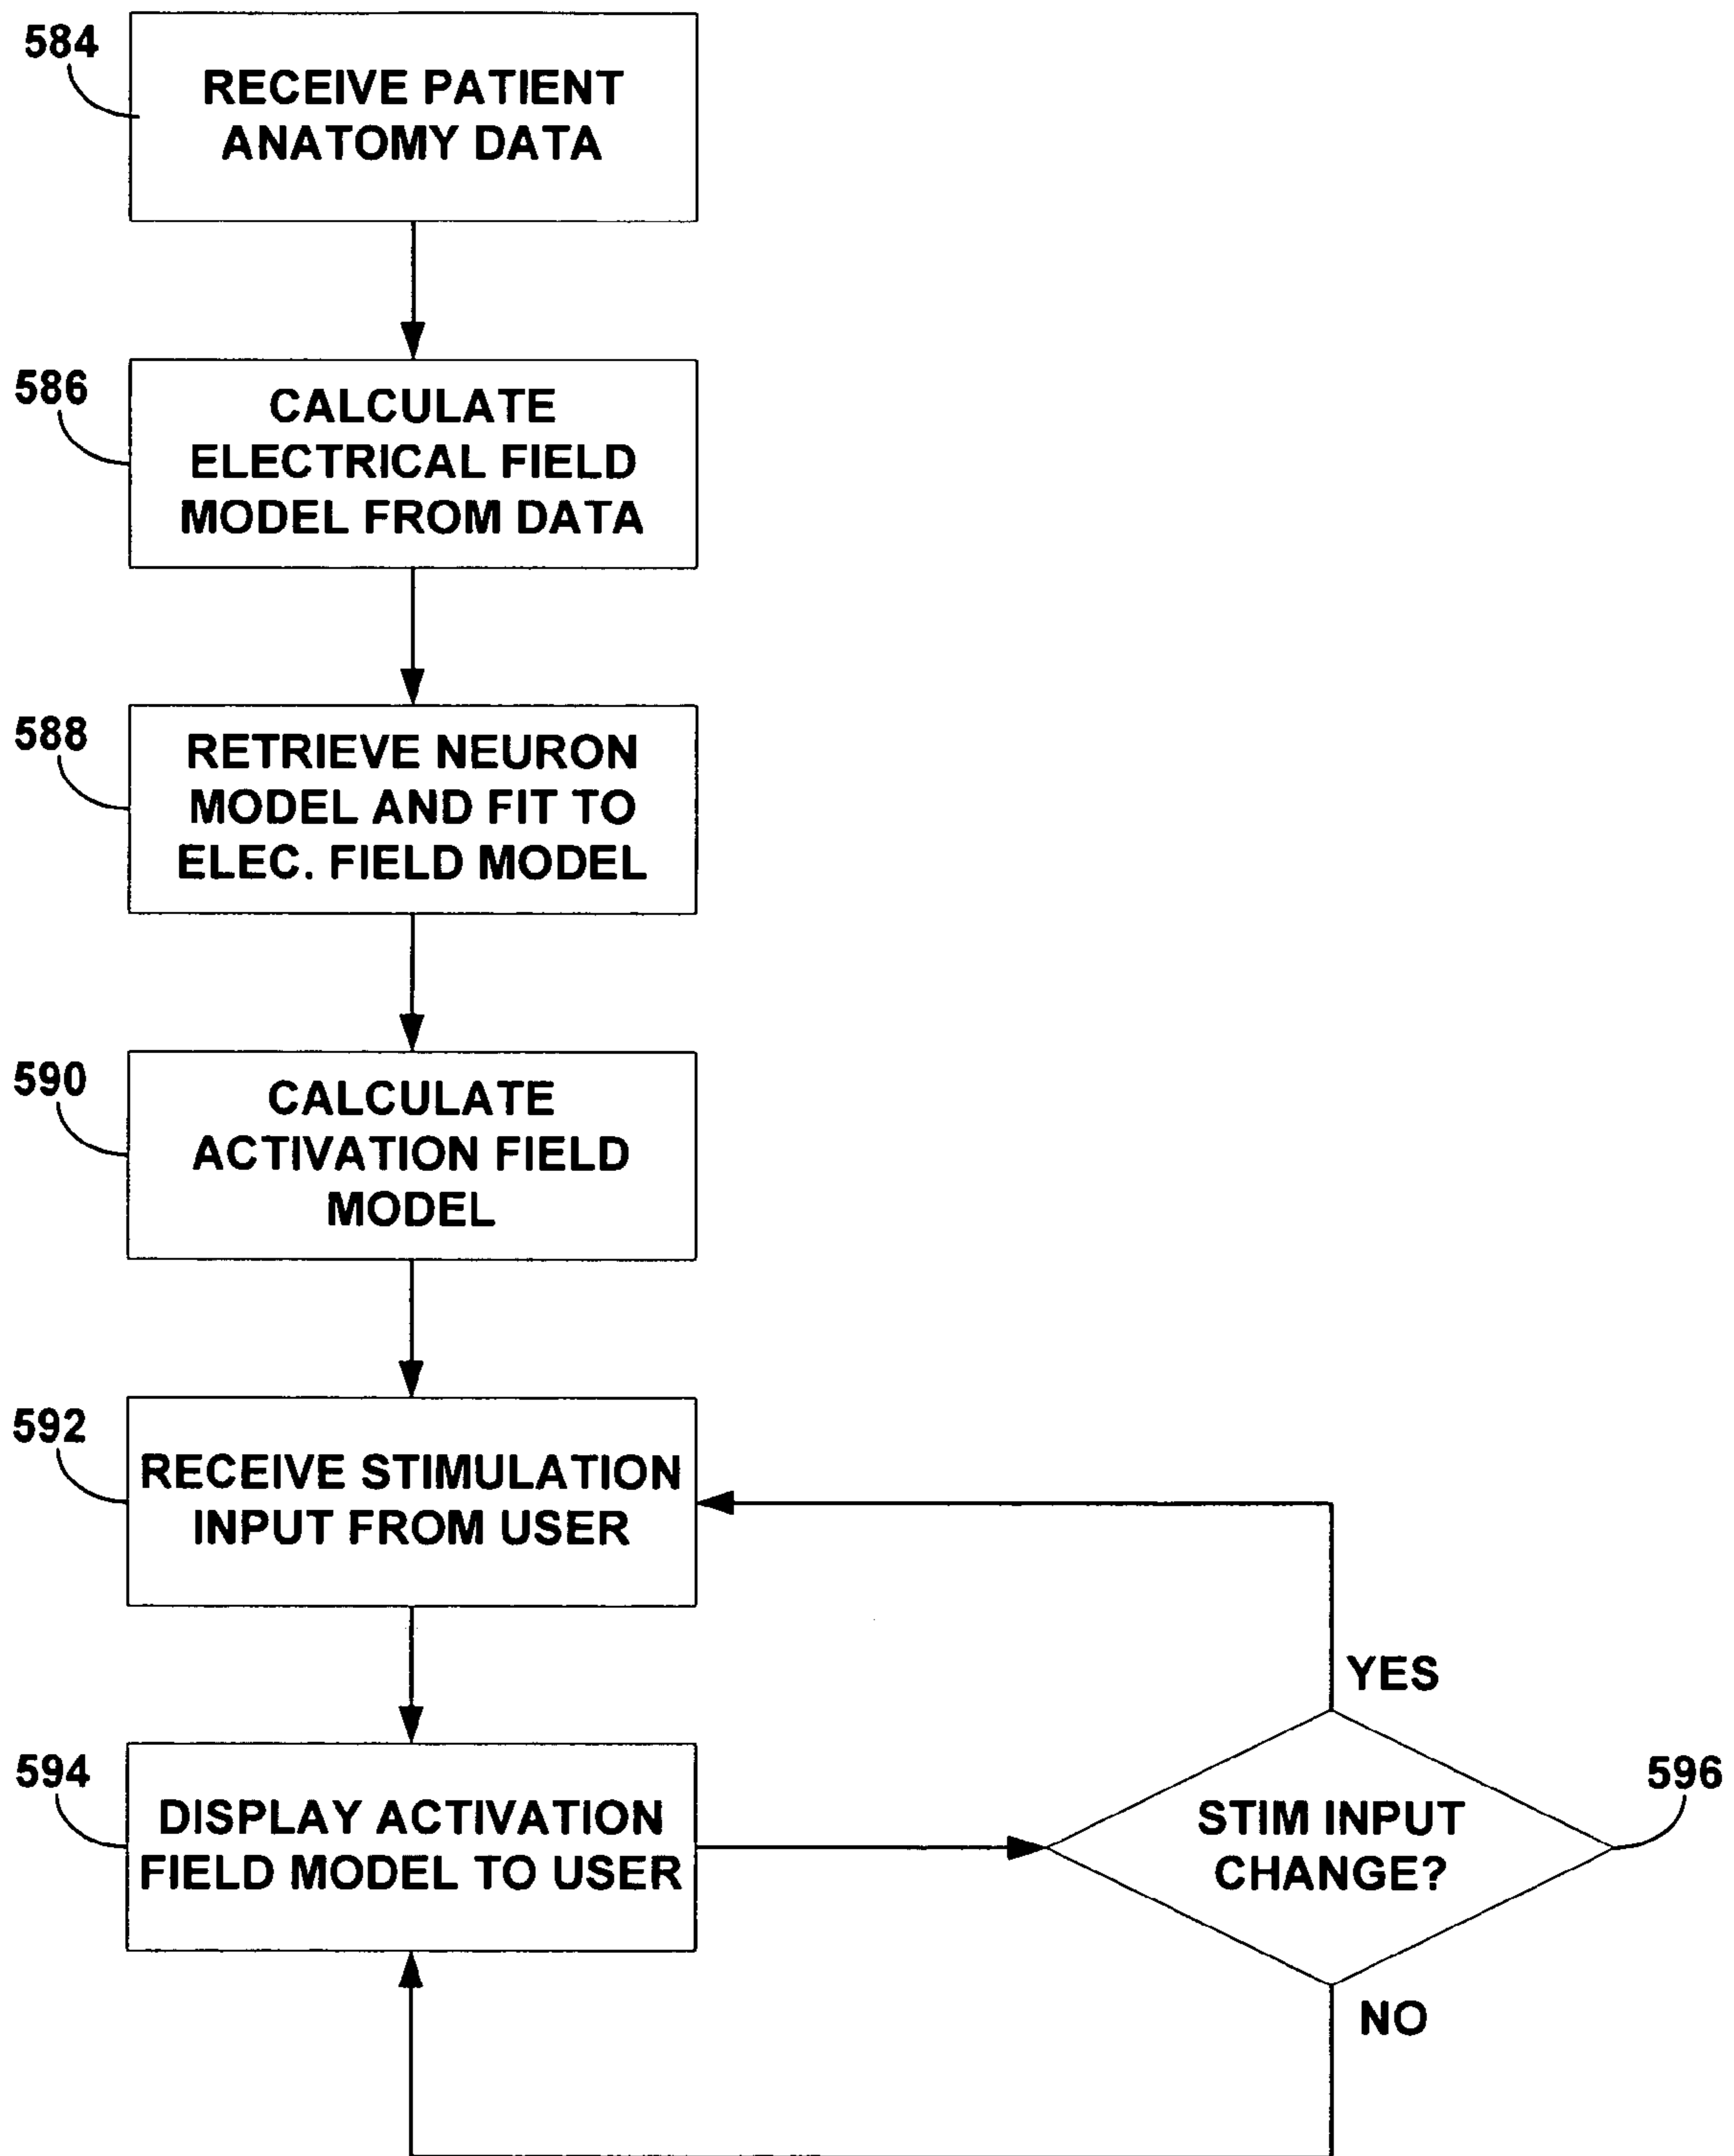 584
RECEIVE PATIENT
ANATOMY DATA
586
CALCULATE
ELECTRICAL FIELD
MODEL FROM DATA
588
RETRIEVE NEURON
MODEL AND FIT TO
ELEC. FIELD MODEL
590
CALCULATE
ACTIVATION FIELD
MODEL
592
RECEIVE STIMULATION
INPUT FROM USER
YES
594
DISPLAY ACTIVATION
FIELD MODEL TO USER
STIM INPUT
CHANGE?
596
NO